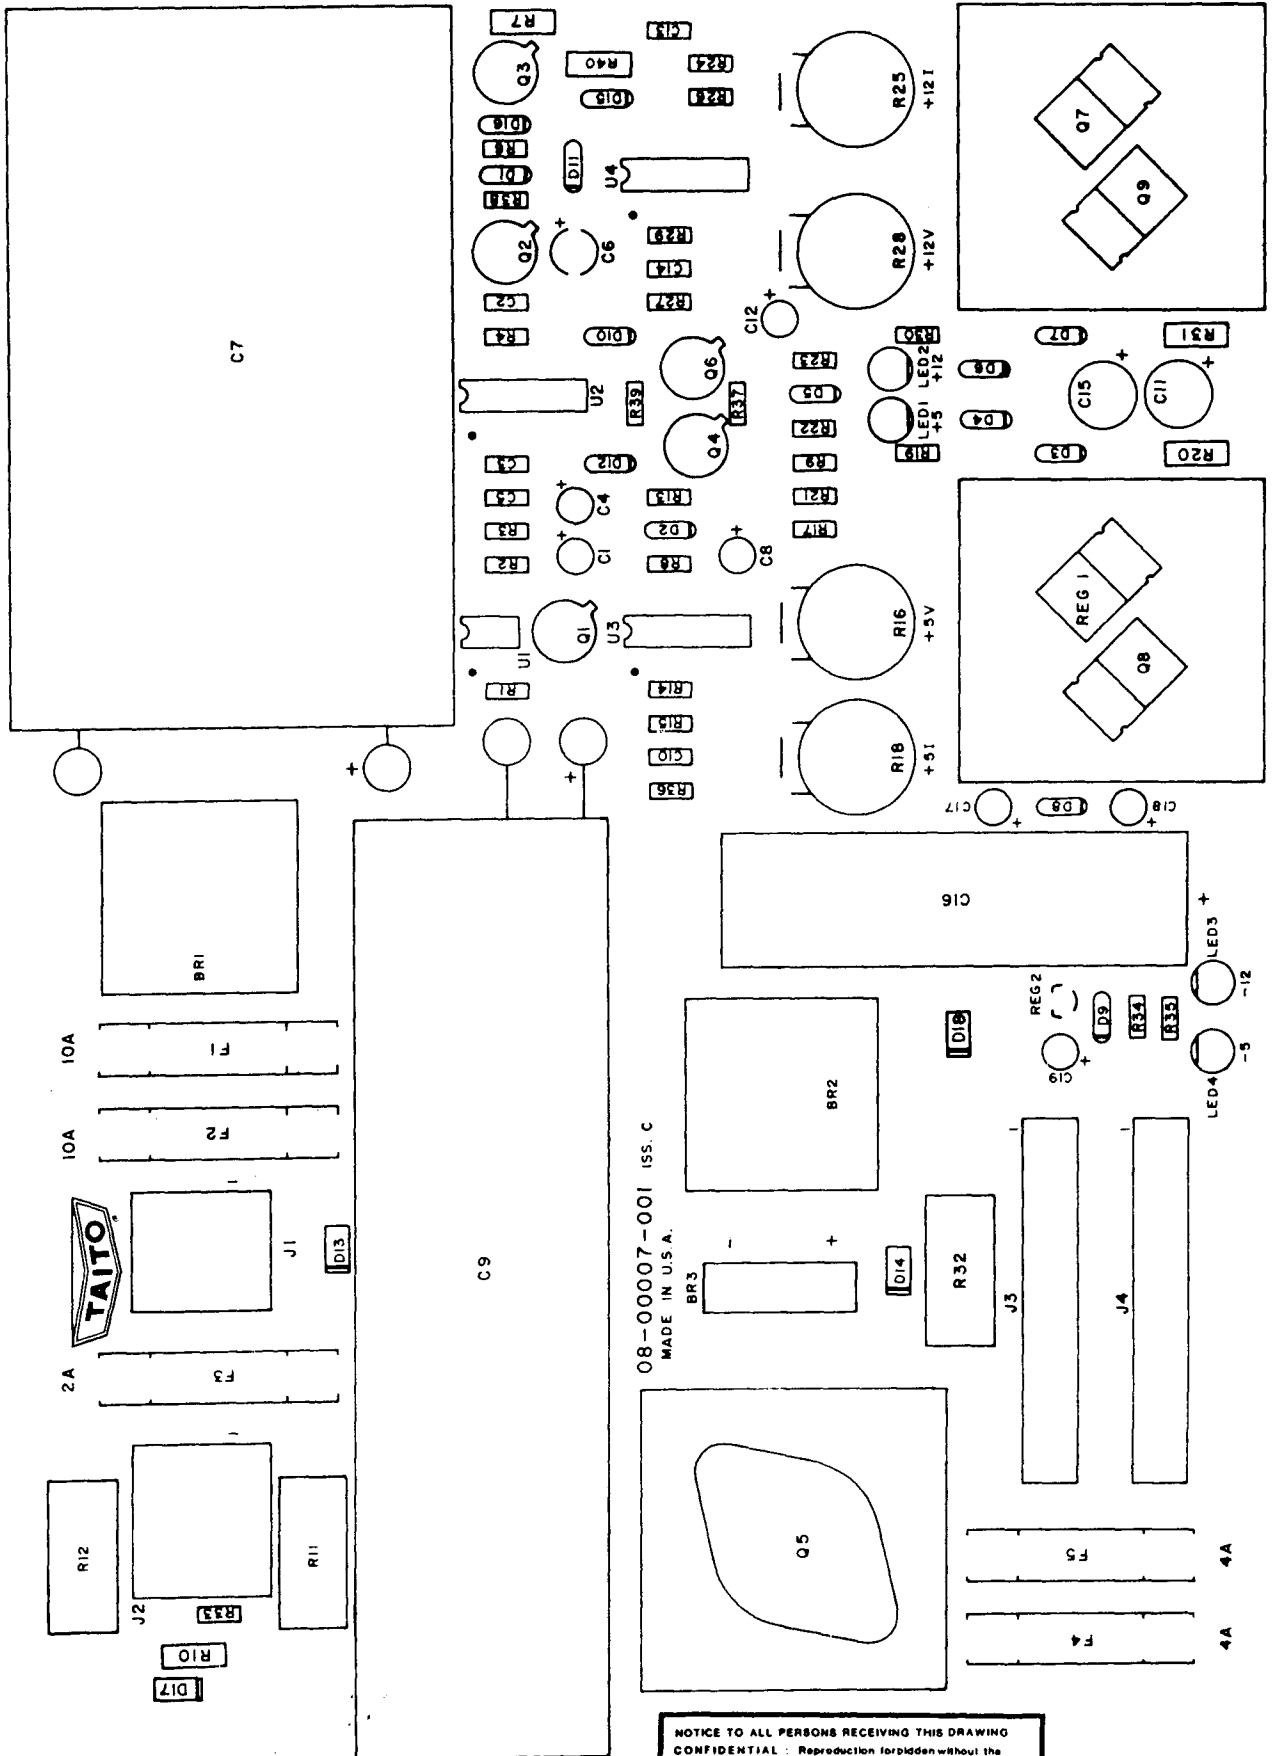 R7
C13
Q3
R40
R24
D15
R26
R25
+12I
Q7
D16
R6
D1
D11
U4
R38
Q9
Q2
C6
R29
C14
R28
+12V
C2
R27
C12
C7
R4
D10
Q6
R23
R30
LED2
+12
D7
R31
D6
C15
C11
U2
R39
R37
D5
LED1
+5
D4
Q4
R22
R19
D3
R20
C3
D12
R9
C5
C4
R13
R21
R3
C1
D2
C8
R17
R2
R8
REG 1
R16
+5V
Q1
U3
U1
Q8
R1
R14
R15
C10
R18
+5I
R36
+
+
C17
D8
C18
C16
+
BR1
LED3
-12
REG2
D9
R34
R35
D18
C19
-5
LED4
10A
F1
BR2
10A
F2
08-00007-001 ISS. C
MADE IN U.S.A.
TAITO
J1
D13
C9
BR3
-
+
D14
R32
J3
J4
2A
F3
R12
J2
R11
R33
R10
D17
Q5
F5
4A
F4
4A
NOTICE TO ALL PERSONS RECEIVING THIS DRAWING
CONFIDENTIAL : Reproduction forbidden without the